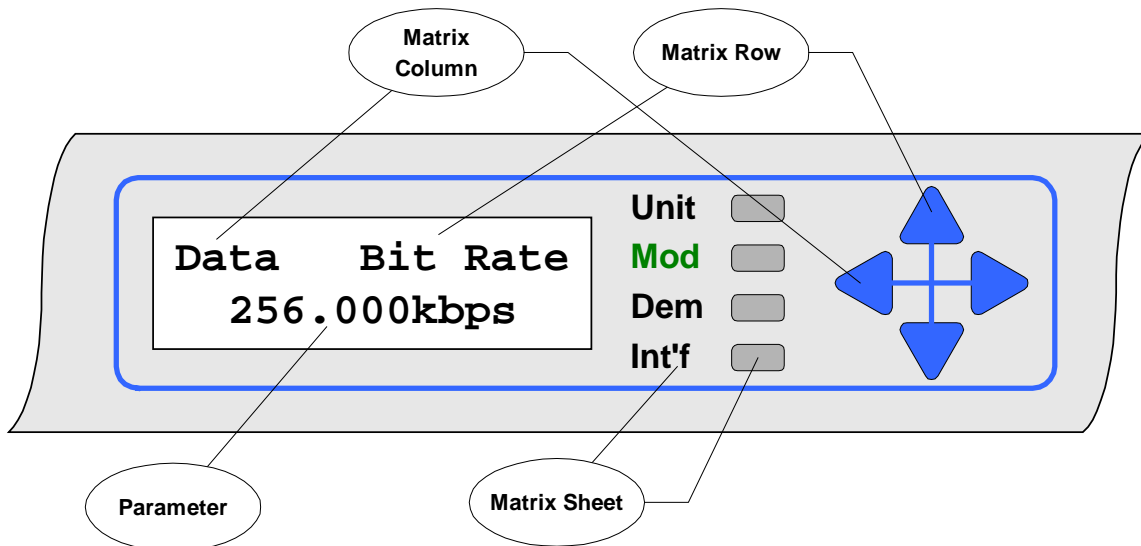 Matrix
Column
Matrix Row
Data    Bit Rate
256.000kbps
Unit
Mod
Dem
Int'f
Parameter
Matrix Sheet